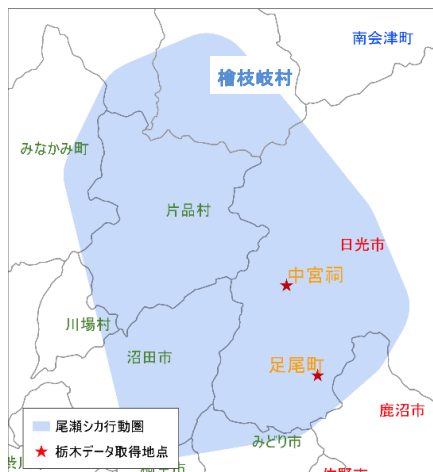 南会津町
檜枝岐村
みなかみ町
片品村
日光市
中宮祠
川場村
沼田市
足尾町
鹿沼市
みどり市
尾瀬シカ行動圏
栃木データ取得地点